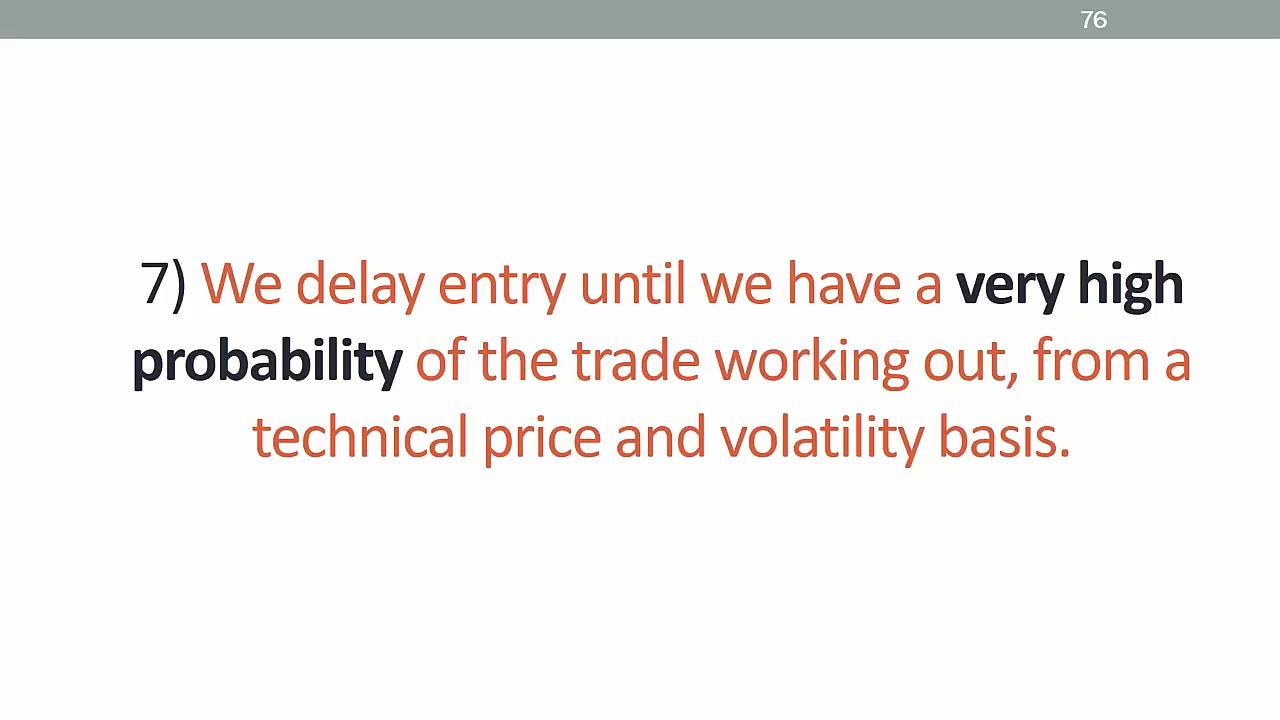 76
7) We delay entry until we have a very high
probability of the trade working out, from a
technical price and volatility basis.